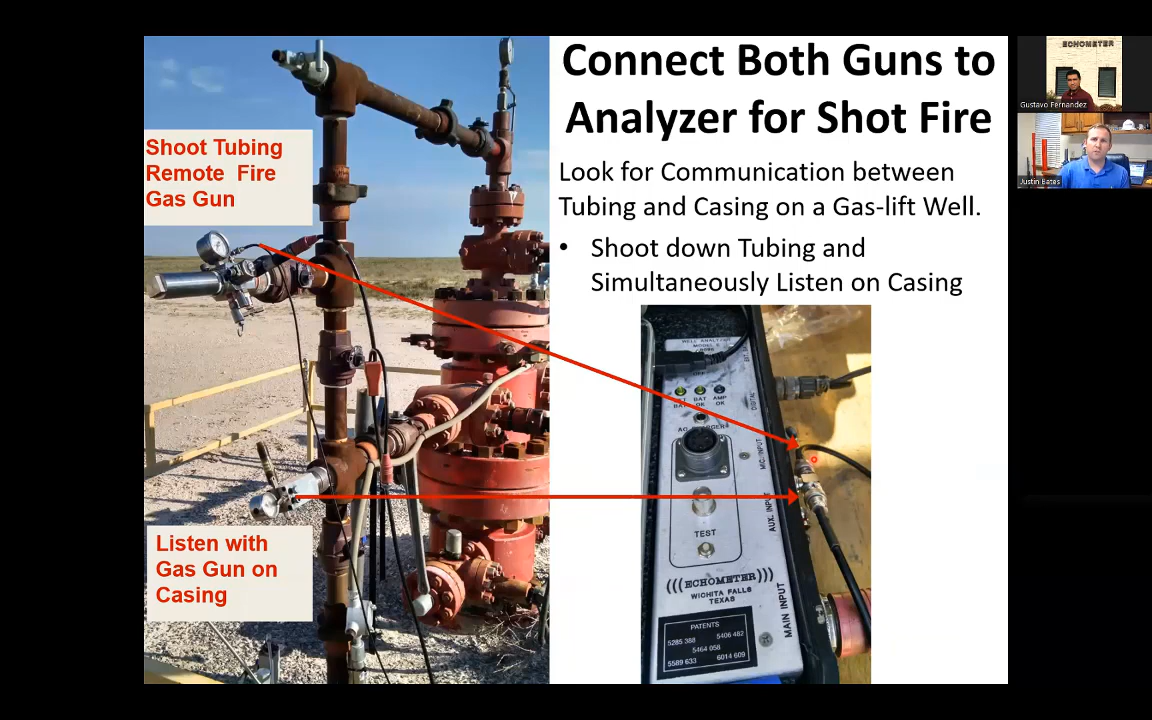 Connect Both Guns to
Analyzer for Shot Fire
Look for Communication between
Tubing and Casing on a Gas-lift Well.
• Shoot down Tubing and
Simultaneously Listen on Casing
Shoot Tubing
Remote Fire
Gas Gun
Listen with
Gas Gun on
Casing
WELL ANALYZER
MODEL E
BAT
OK
AMP
OK
DIGITAL
MIC. INPUT
AUX. INPUT
TEST
(((ECHOMETER)))
WICHITA FALLS
TEXAS
MAIN INPUT
PATENTS
5285 388
5406 482
5464 058
5589 633
6014 609
ECHOMETER
Gustavo Fernandez
Justin Bates